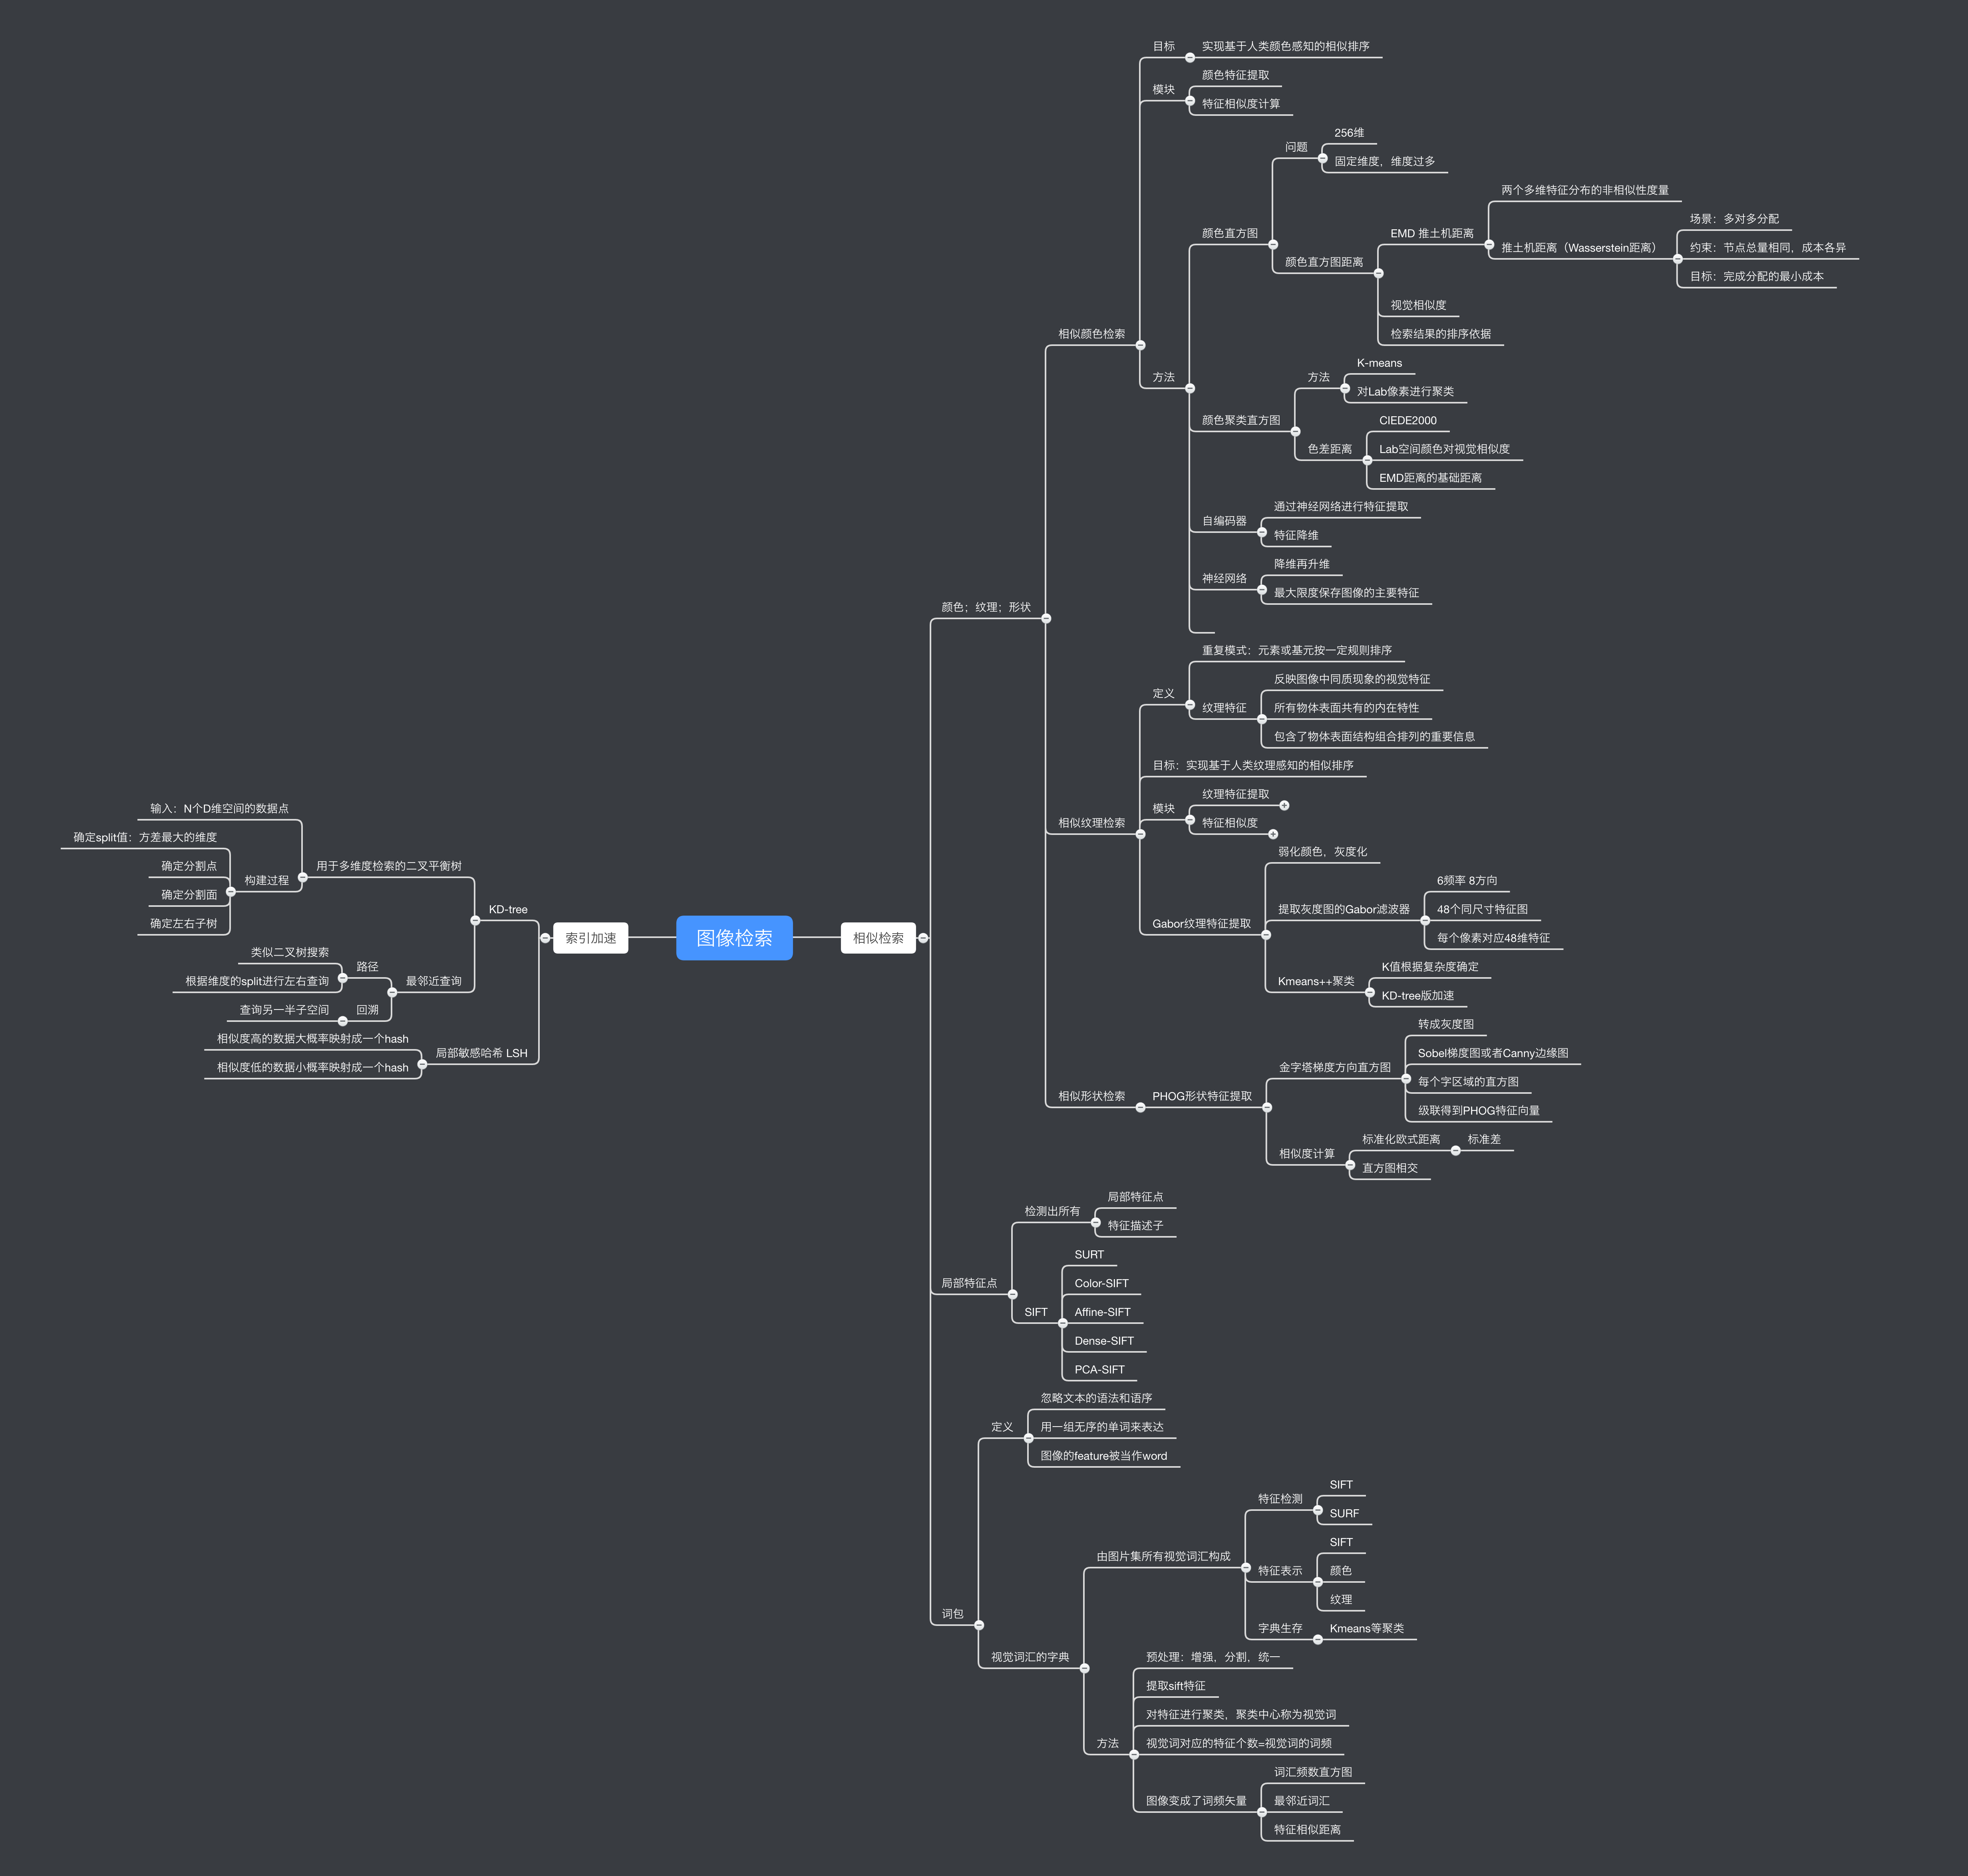 图像检索
相似检索
颜色；纹理；形状
相似颜色检索
目标
实现基于人类颜色感知的相似排序
模块
颜色特征提取
特征相似度计算
方法
颜色直方图
问题
256维
固定维度，维度过多
颜色直方图距离
EMD 推土机距离
两个多维特征分布的非相似性度量
推土机距离（Wasserstein距离）
场景：多对多分配
约束：节点总量相同，成本各异
目标：完成分配的最小成本
视觉相似度
检索结果的排序依据
颜色聚类直方图
方法
K-means
对Lab像素进行聚类
色差距离
CIEDE2000
Lab空间颜色对视觉相似度
EMD距离的基础距离
自编码器
通过神经网络进行特征提取
特征降维
神经网络
降维再升维
最大限度保存图像的主要特征
相似纹理检索
定义
重复模式：元素或基元按一定规则排序
纹理特征
反映图像中同质现象的视觉特征
所有物体表面共有的内在特性
包含了物体表面结构组合排列的重要信息
目标：实现基于人类纹理感知的相似排序
模块
纹理特征提取
特征相似度
Gabor纹理特征提取
弱化颜色，灰度化
提取灰度图的Gabor滤波器
6频率 8方向
48个同尺寸特征图
每个像素对应48维特征
Kmeans++聚类
K值根据复杂度确定
KD-tree版加速
相似形状检索
PHOG形状特征提取
金字塔梯度方向直方图
转成灰度图
Sobel梯度图或者Canny边缘图
每个字区域的直方图
级联得到PHOG特征向量
相似度计算
标准化欧式距离
标准差
直方图相交
局部特征点
检测出所有
局部特征点
特征描述子
SIFT
SURT
Color-SIFT
Affine-SIFT
Dense-SIFT
PCA-SIFT
词包
定义
忽略文本的语法和语序
用一组无序的单词来表达
图像的feature被当作word
视觉词汇的字典
由图片集所有视觉词汇构成
特征检测
SIFT
SURF
特征表示
SIFT
颜色
纹理
字典生存
Kmeans等聚类
方法
预处理：增强，分割，统一
提取sift特征
对特征进行聚类，聚类中心称为视觉词
视觉词对应的特征个数=视觉词的词频
图像变成了词频矢量
词汇频数直方图
最邻近词汇
特征相似距离
索引加速
KD-tree
用于多维度检索的二叉平衡树
输入：N个D维空间的数据点
构建过程
确定split值：方差最大的维度
确定分割点
确定分割面
确定左右子树
最邻近查询
路径
类似二叉树搜索
根据维度的split进行左右查询
回溯
查询另一半子空间
局部敏感哈希 LSH
相似度高的数据大概率映射成一个hash
相似度低的数据小概率映射成一个hash